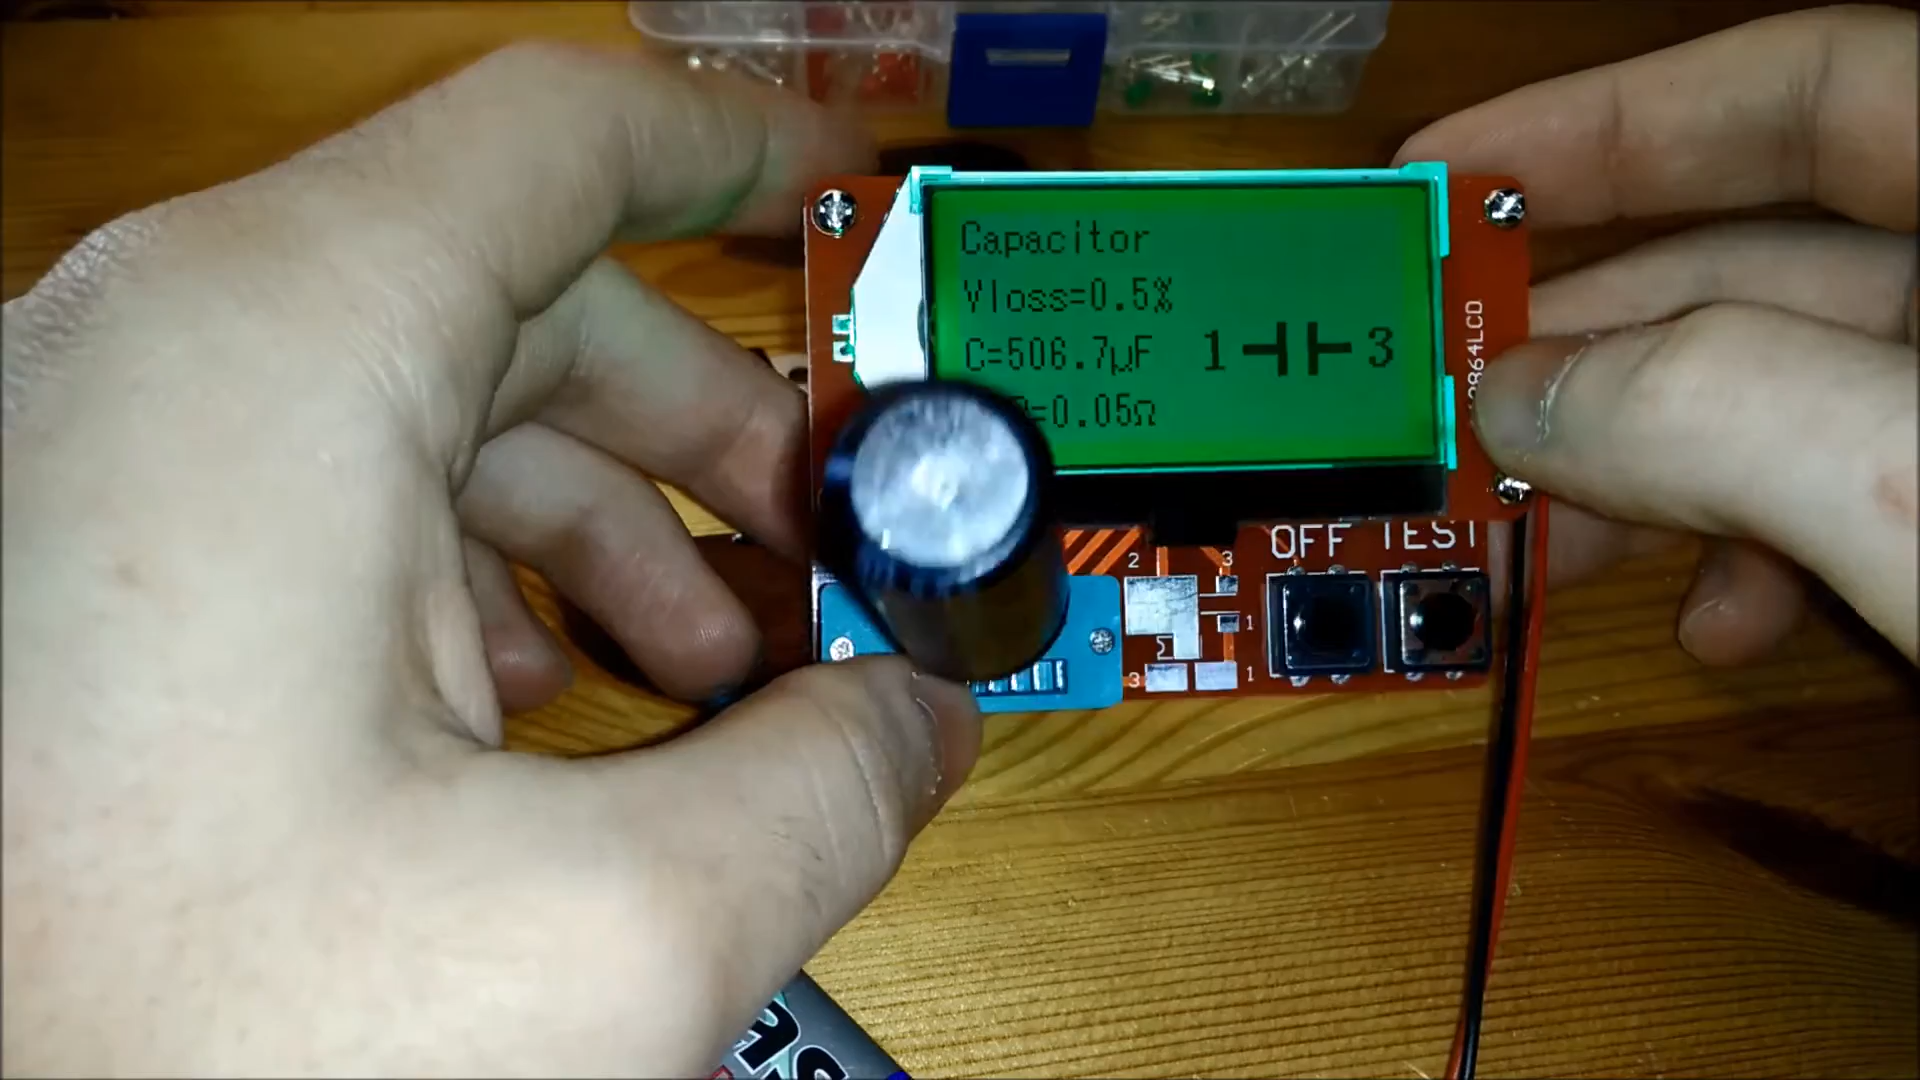 Capacitor
Vloss=0.5%
C=506.7µF
1 3
=0.05Ω
OFF TEST
2 3
1
3 1